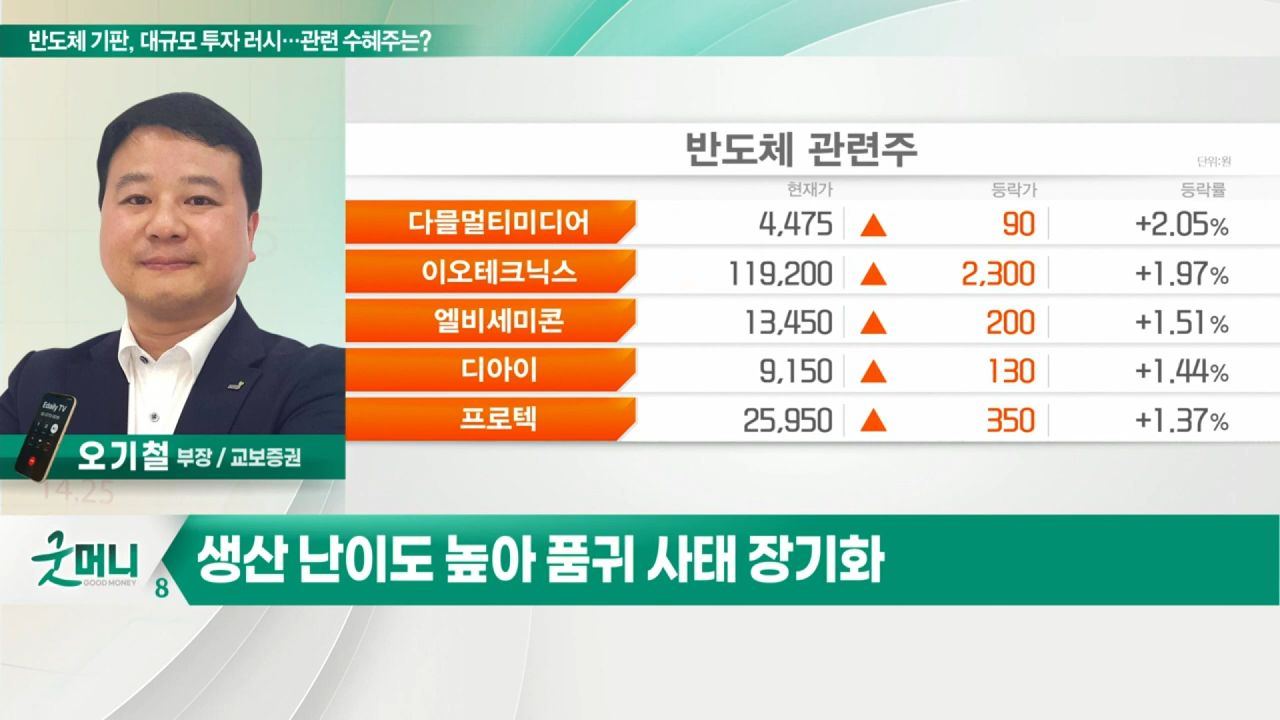 반도체 기판, 대규모 투자 러시…관련 수혜주는?
반도체 관련주
단위:원
현재가 등락가 등락률
다믈멀티미디어 4,475 ▲ 90 +2.05%
이오테크닉스 119,200 ▲ 2,300 +1.97%
엘비세미콘 13,450 ▲ 200 +1.51%
디아이 9,150 ▲ 130 +1.44%
프로텍 25,950 ▲ 350 +1.37%
Edaily TV
오기철 부장 / 교보증권
14.25
굿머니
GOOD MONEY
8
생산 난이도 높아 품귀 사태 장기화